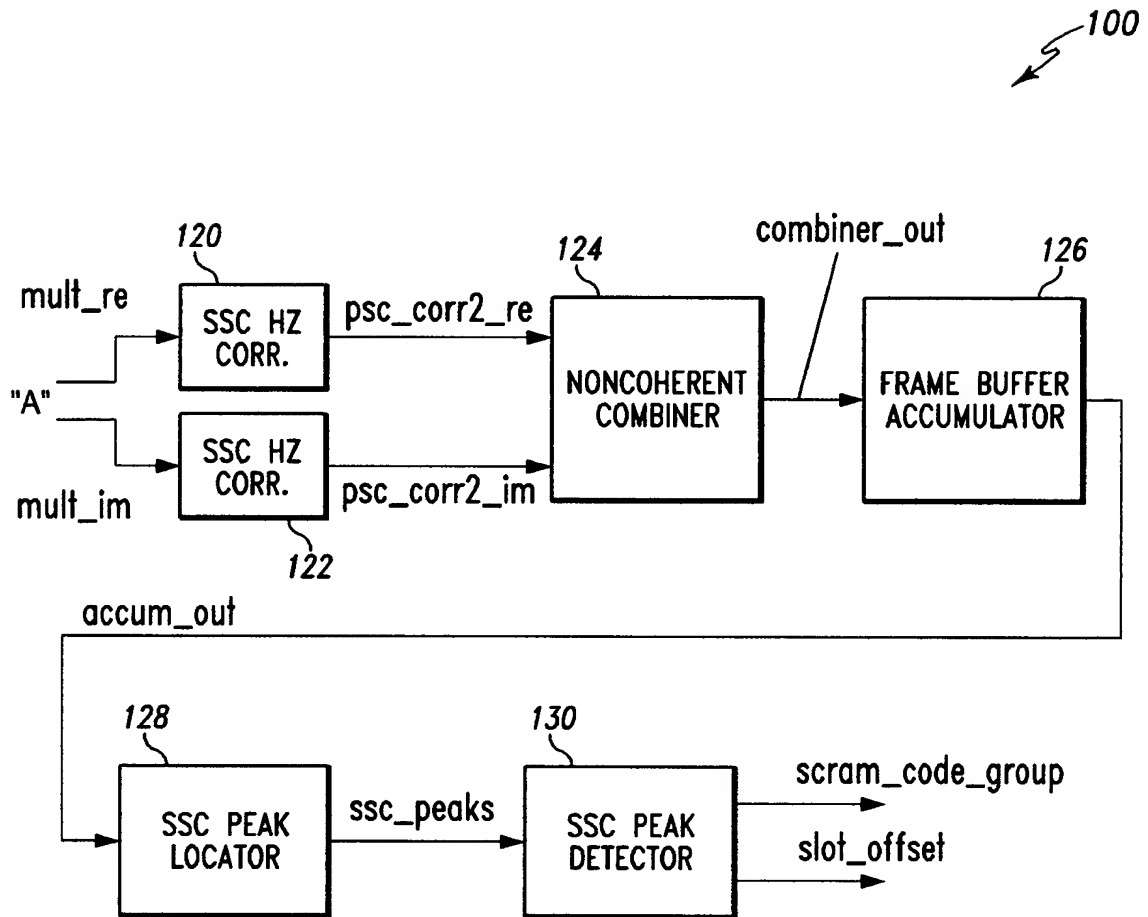 100
combiner_out
120
124
126
mult_re
SSC HZ
CORR.
psc_corr2_re
NONCOHERENT
COMBINER
FRAME BUFFER
ACCUMULATOR
"A"
SSC HZ
CORR.
mult_im
psc_corr2_im
122
accum_out
128
130
SSC PEAK
LOCATOR
ssc_peaks
SSC PEAK
DETECTOR
scram_code_group
slot_offset